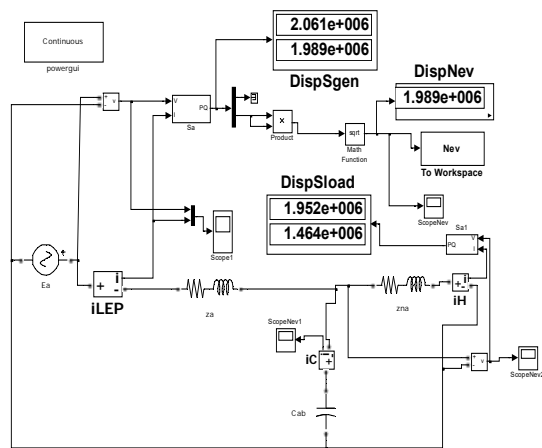 Continuous
powergui
2.061e+006
1.989e+006
DispSgen
DispNev
1.989e+006
v
V
I
PQ
Sa
Product
sqrt
Math
Function
Nev
To Workspace
DispSload
1.952e+006
1.464e+006
ScopeNev
Scope1
Sa1
PQ
V
I
Ea
i
iLEP
za
zna
i
iH
ScopeNev1
iC
i
v
ScopeNev2
Cab